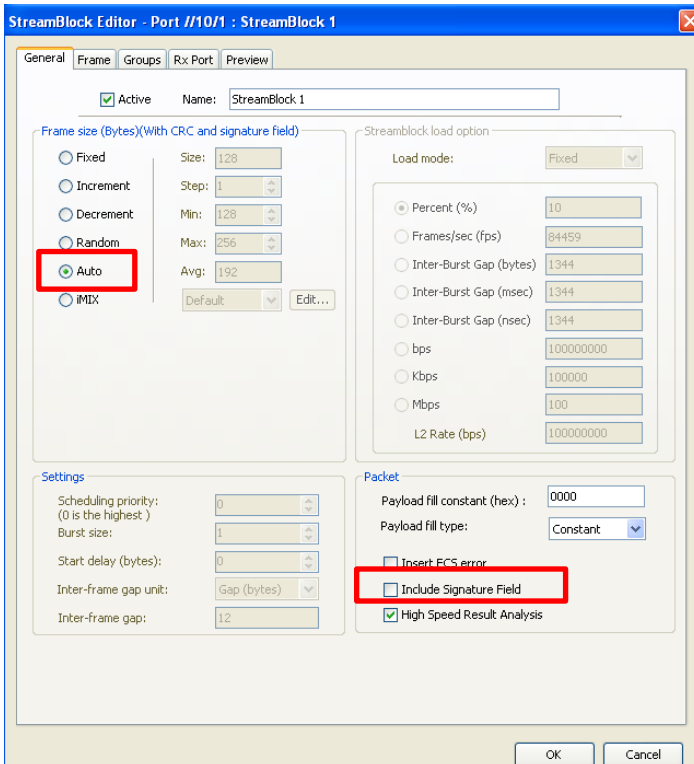 StreamBlock Editor - Port //10/1 : StreamBlock 1
General Frame Groups Rx Port Preview
Active Name: StreamBlock 1
Frame size (Bytes)(With CRC and signature field)
Fixed Size: 128
Increment Step: 1
Decrement Min: 128
Random Max: 256
Auto Avg: 192
iMIX Default Edit...
Streamblock load option
Load mode: Fixed
Percent (%) 10
Frames/sec (fps) 84459
Inter-Burst Gap (bytes) 1344
Inter-Burst Gap (msec) 1344
Inter-Burst Gap (nsec) 1344
bps 100000000
Kbps 100000
Mbps 100
L2 Rate (bps) 100000000
Settings
Scheduling priority: 0
(0 is the highest )
Burst size: 1
Start delay (bytes): 0
Inter-frame gap unit: Gap (bytes)
Inter-frame gap: 12
Packet
Payload fill constant (hex) : 0000
Payload fill type: Constant
Insert FCS error
Include Signature Field
High Speed Result Analysis
OK Cancel